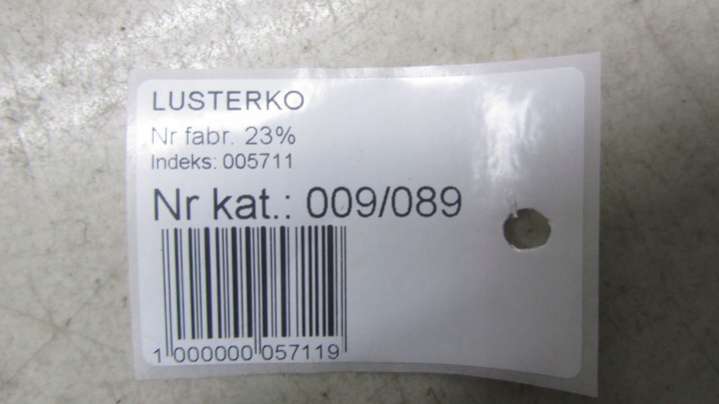 LUSTERKO
Nr fabr. 23%
Indeks: 005711
Nr kat.: 009/089
1 000000 057119